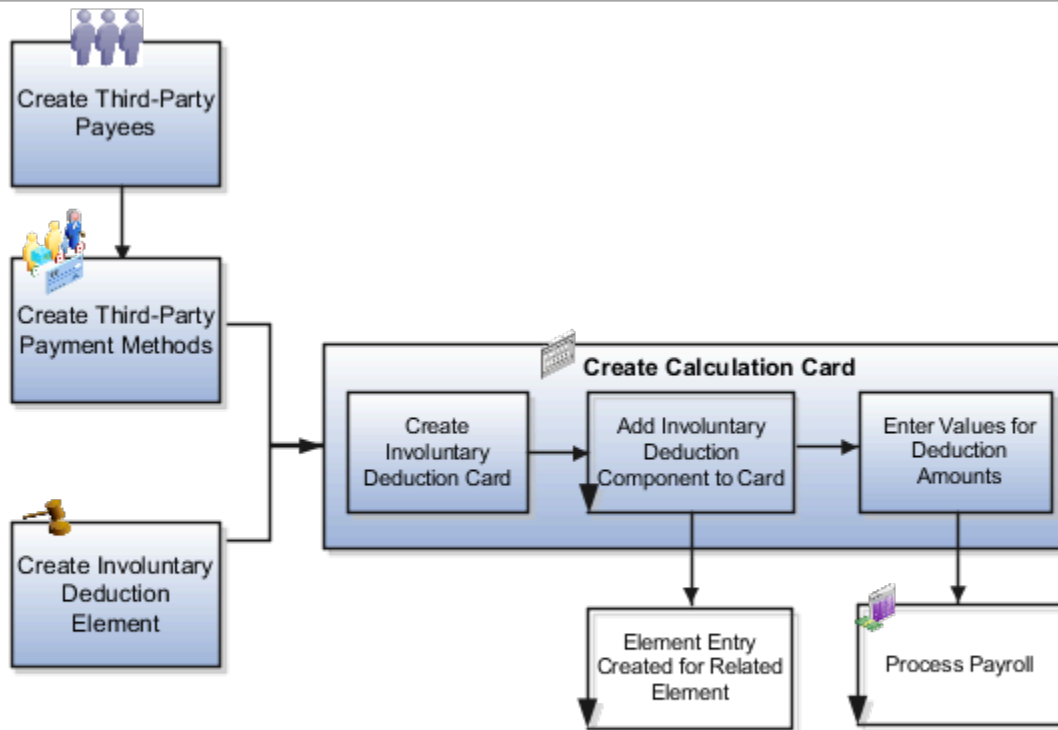 Create Third-Party
Payees
Create Third-Party
Payment Methods
Create Involuntary
Deduction
Element
Create Calculation Card
Create
Involuntary
Deduction Card
Add Involuntary
Deduction
Component to Card
Enter Values for
Deduction
Amounts
Element Entry
Created for Related
Element
Process Payroll